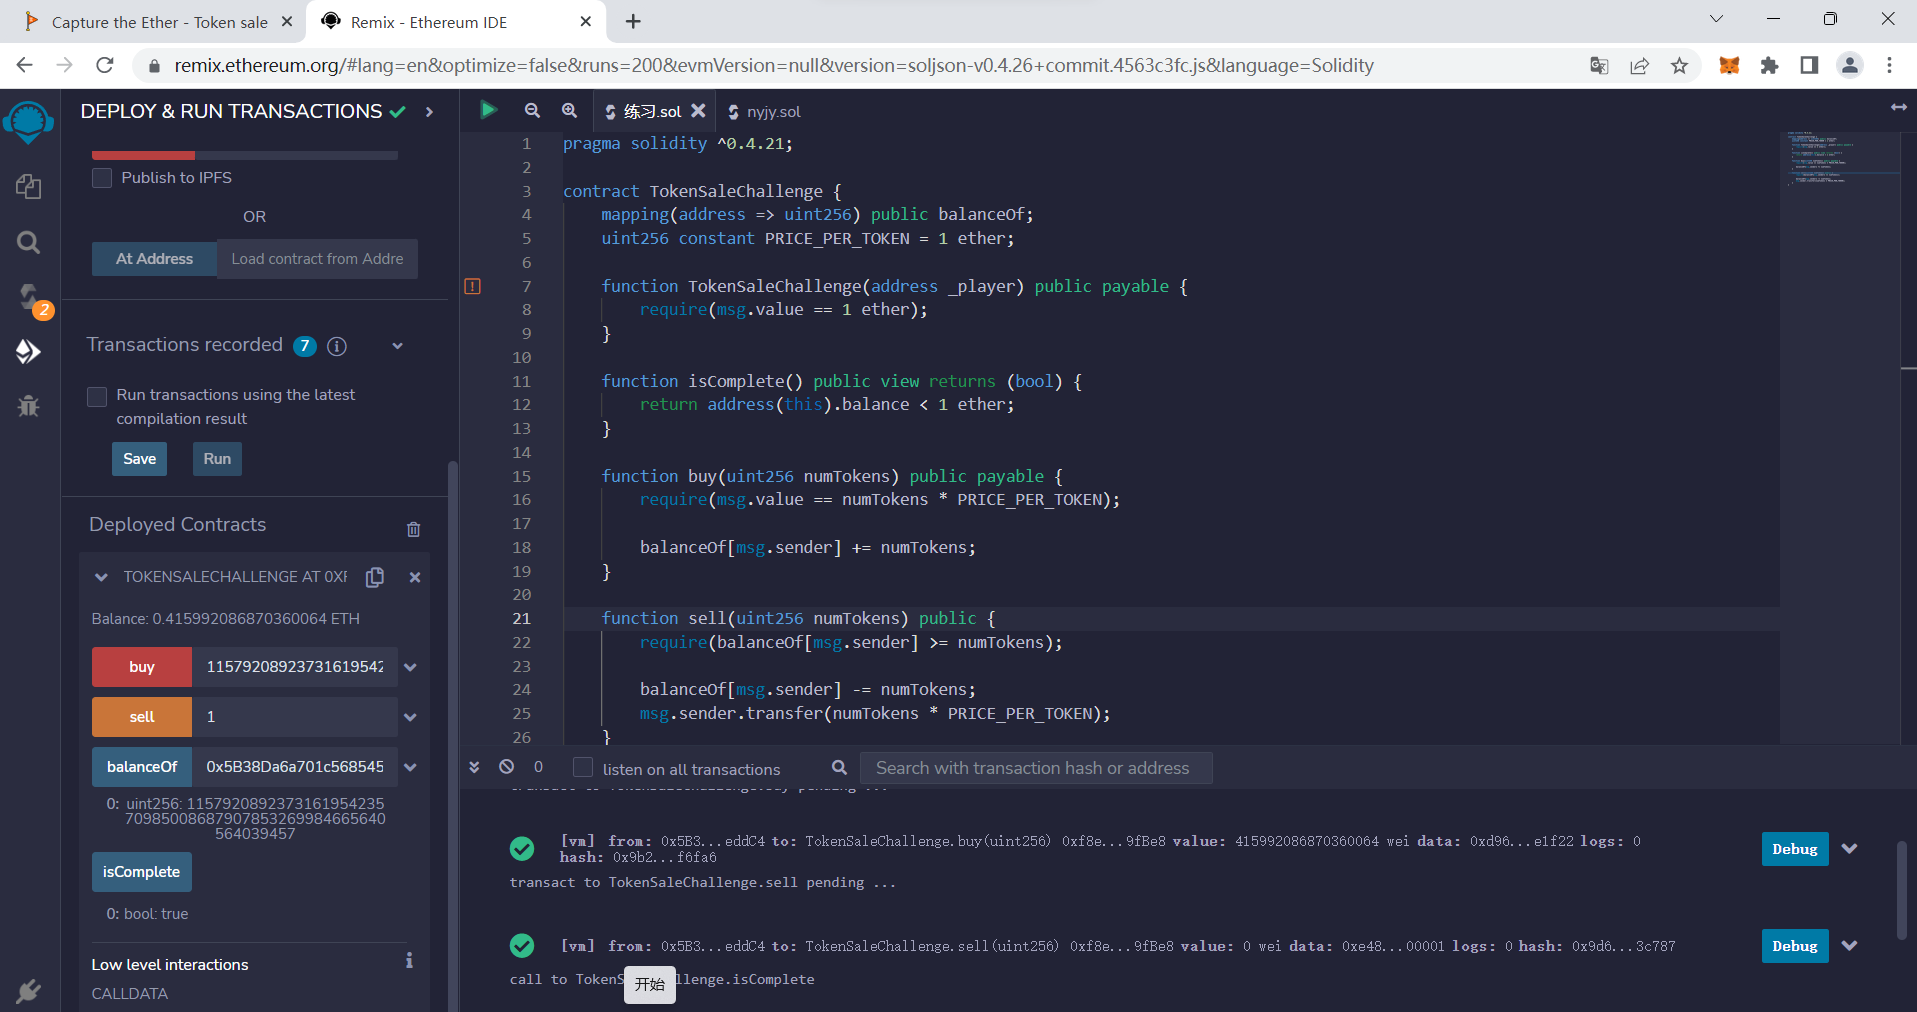 Capture the Ether - Token sale
Remix - Ethereum IDE
remix.ethereum.org/#lang=en&optimize=false&runs=200&evmVersion=null&version=soljson-v0.4.26+commit.4563c3fc.js&language=Solidity
DEPLOY & RUN TRANSACTIONS
Publish to IPFS
OR
At Address
Load contract from Addre
2
Transactions recorded 7
Run transactions using the latest
compilation result
Save
Run
Deployed Contracts
TOKENSALECHALLENGE AT 0XF
Balance: 0.415992086870360064 ETH
buy
11579208923731619542
sell
1
balanceOf
0x5B38Da6a701c568545
0: uint256: 1157920892373161954235
7098500868790785326998466564​0
564039457
isComplete
0: bool: true
Low level interactions
CALLDATA
练习.sol
nyjy.sol
1 pragma solidity ^0.4.21;
2
3 contract TokenSaleChallenge {
4 mapping(address => uint256) public balanceOf;
5 uint256 constant PRICE_PER_TOKEN = 1 ether;
6
7 function TokenSaleChallenge(address _player) public payable {
8 require(msg.value == 1 ether);
9 }
10
11 function isComplete() public view returns (bool) {
12 return address(this).balance < 1 ether;
13 }
14
15 function buy(uint256 numTokens) public payable {
16 require(msg.value == numTokens * PRICE_PER_TOKEN);
17
18 balanceOf[msg.sender] += numTokens;
19 }
20
21 function sell(uint256 numTokens) public {
22 require(balanceOf[msg.sender] >= numTokens);
23
24 balanceOf[msg.sender] -= numTokens;
25 msg.sender.transfer(numTokens * PRICE_PER_TOKEN);
26 }
0
listen on all transactions
Search with transaction hash or address
transact to TokenSaleChallenge.buy pending ...
[vm] from: 0x5B3...eddC4 to: TokenSaleChallenge.buy(uint256) 0xf8e...9fBe8 value: 415992086870360064 wei data: 0xd96...e1f22 logs: 0
hash: 0x9b2...f6fa6
Debug
transact to TokenSaleChallenge.sell pending ...
[vm] from: 0x5B3...eddC4 to: TokenSaleChallenge.sell(uint256) 0xf8e...9fBe8 value: 0 wei data: 0xe48...00001 logs: 0 hash: 0x9d6...3c787
Debug
call to TokenS llenge.isComplete
开始